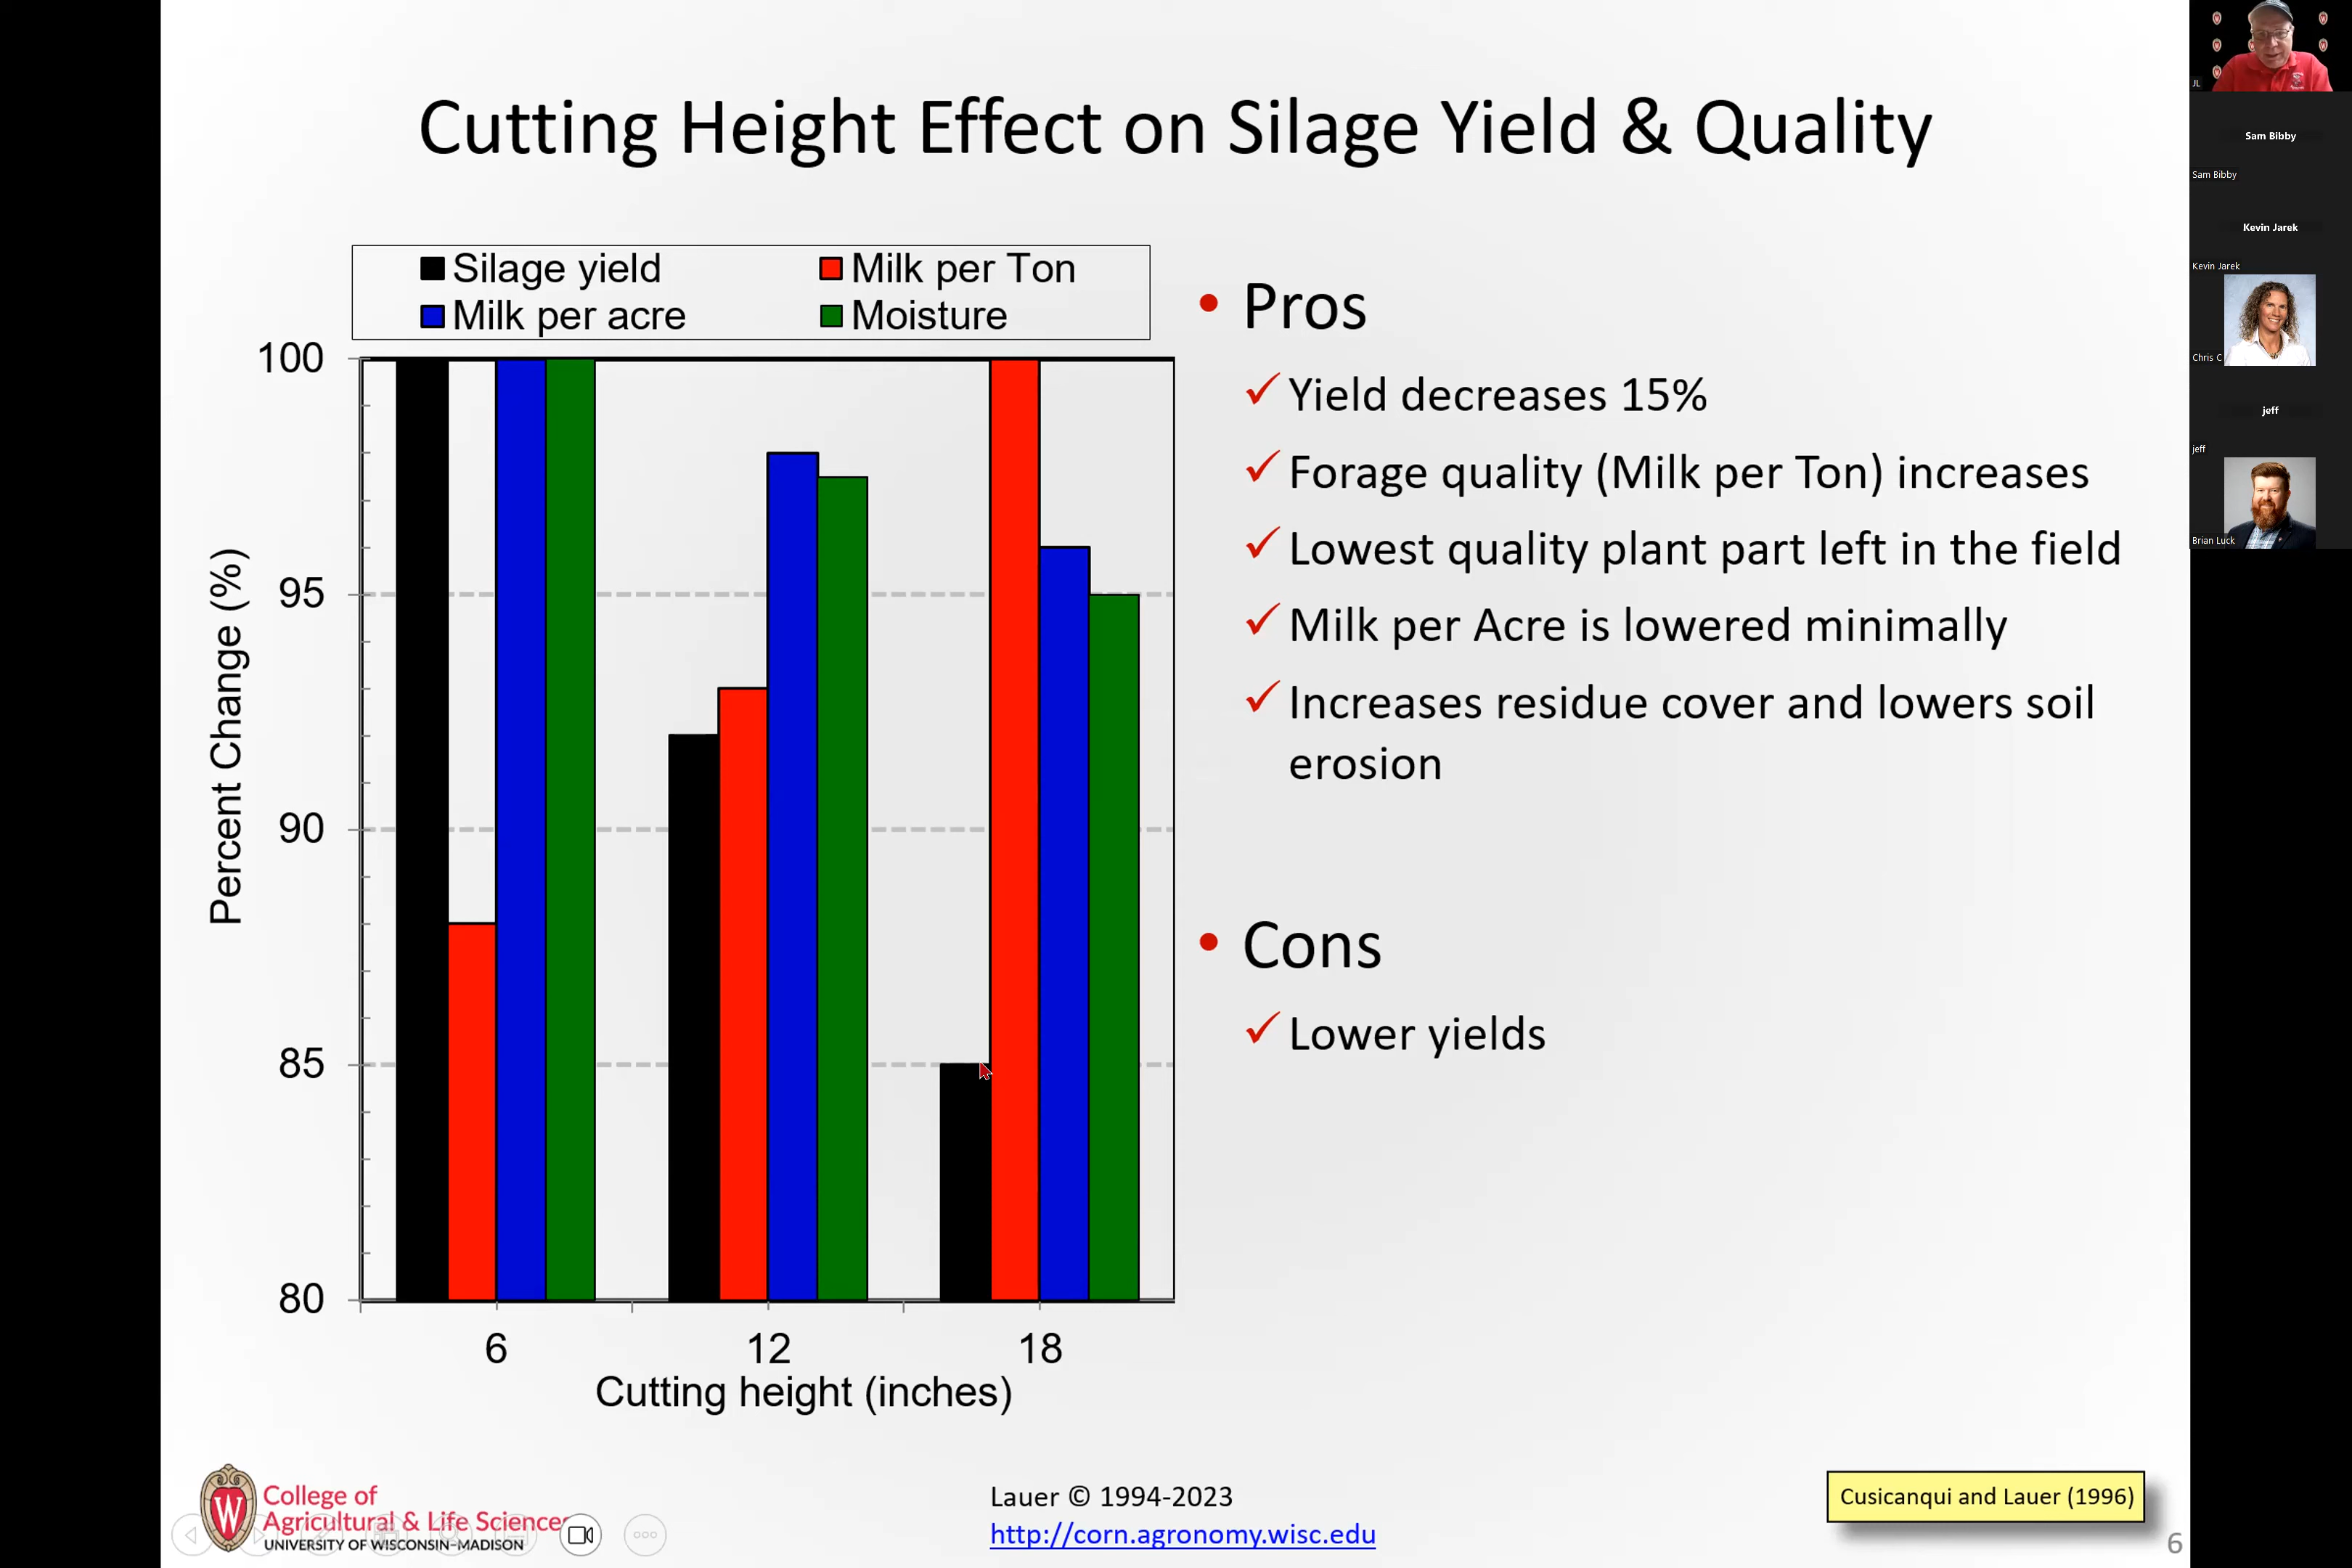 Cutting Height Effect on Silage Yield & Quality
Silage yield
Milk per Ton
Milk per acre
Moisture
100
95
90
85
80
Percent Change (%)
6
12
18
Cutting height (inches)
• Pros
✓ Yield decreases 15%
✓ Forage quality (Milk per Ton) increases
✓ Lowest quality plant part left in the field
✓ Milk per Acre is lowered minimally
✓ Increases residue cover and lowers soil
erosion
• Cons
✓ Lower yields
W
College of
Agricultural & Life Sciences
UNIVERSITY OF WISCONSIN-MADISON
Lauer © 1994-2023
http://corn.agronomy.wisc.edu
Cusicanqui and Lauer (1996)
6
JL
Sam Bibby
Sam Bibby
Kevin Jarek
Kevin Jarek
Chris C
jeff
jeff
Brian Luck